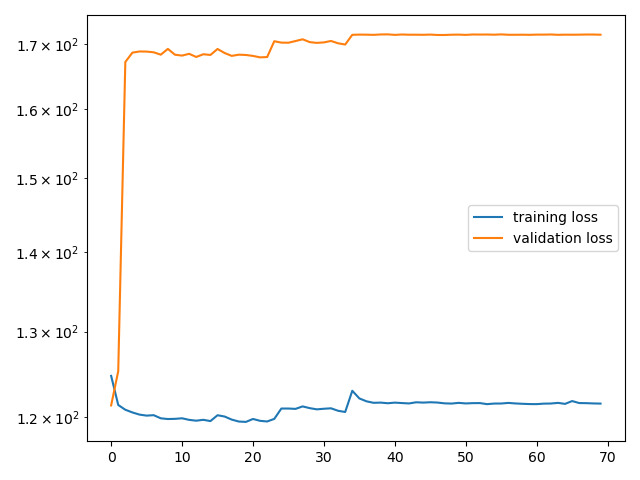 1.7 × 10²
1.6 × 10²
1.5 × 10²
1.4 × 10²
1.3 × 10²
1.2 × 10²
training loss
validation loss
0 10 20 30 40 50 60 70